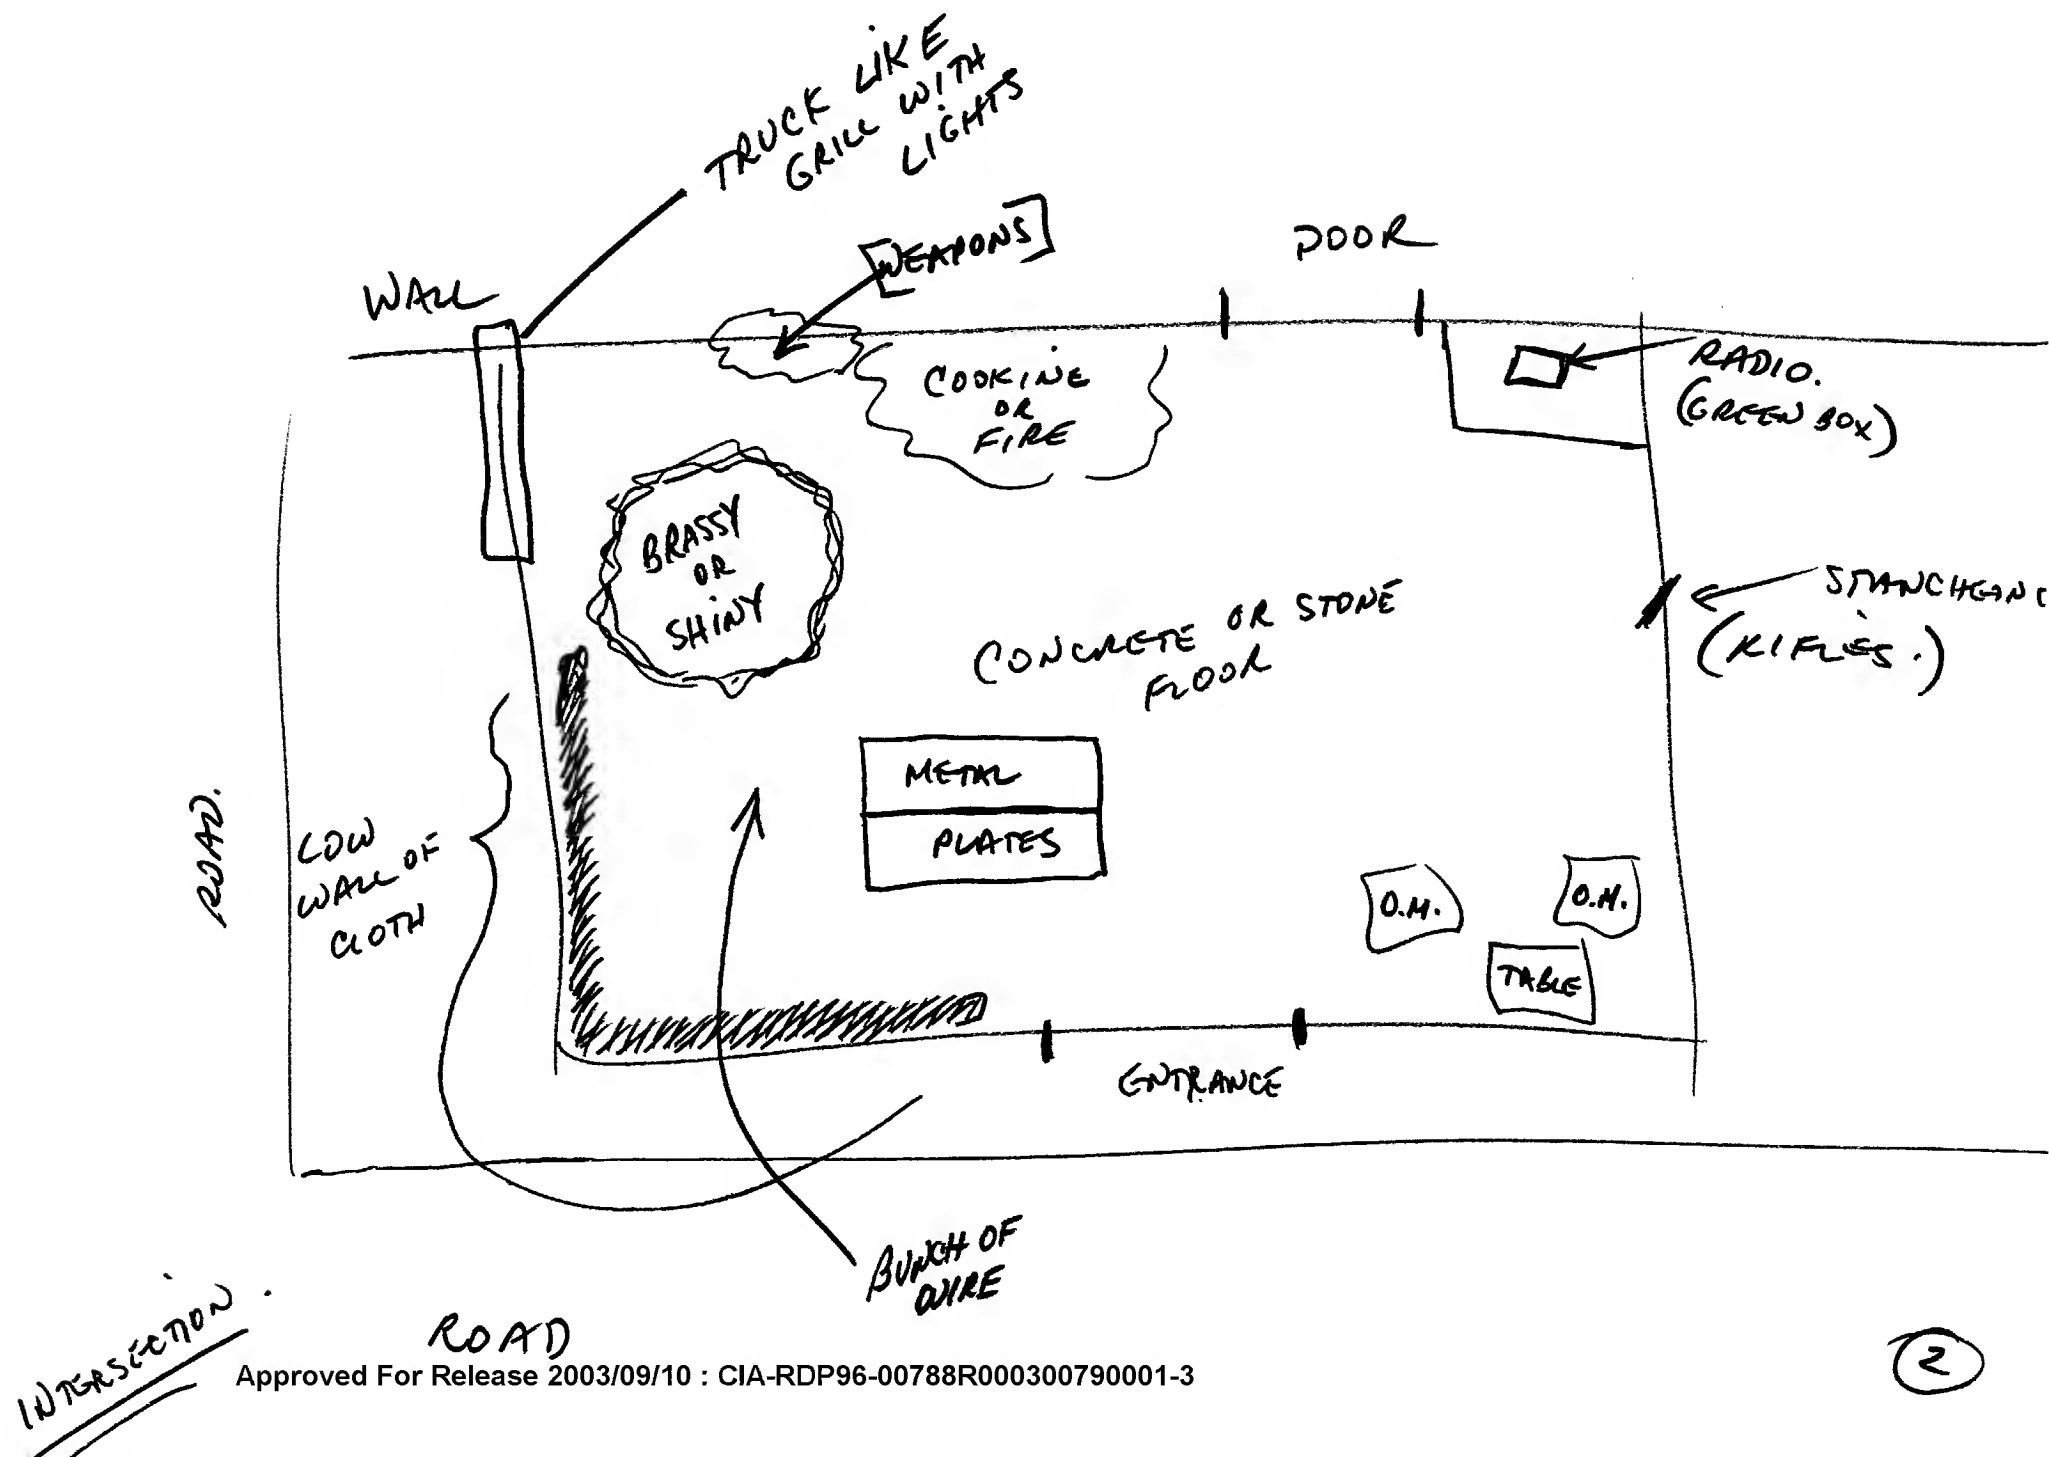 TRUCK LIKE
GRILL WITH
LIGHTS
[WEAPONS]
DOOR
WALL
RADIO.
(GREEN BOX)
COOKING
OR
FIRE
BRASSY
OR
SHINY
CONCRETE OR STONE
FLOOR
(RIFLES.)
METAL
PLATES
ROAD.
LOW
WALL OF
CLOTH
O.M.
O.M.
TABLE
ENTRANCE
BUNCH OF
WIRE
INTERSECTION.
ROAD
Approved For Release 2003/09/10 : CIA-RDP96-00788R000300790001-3
2